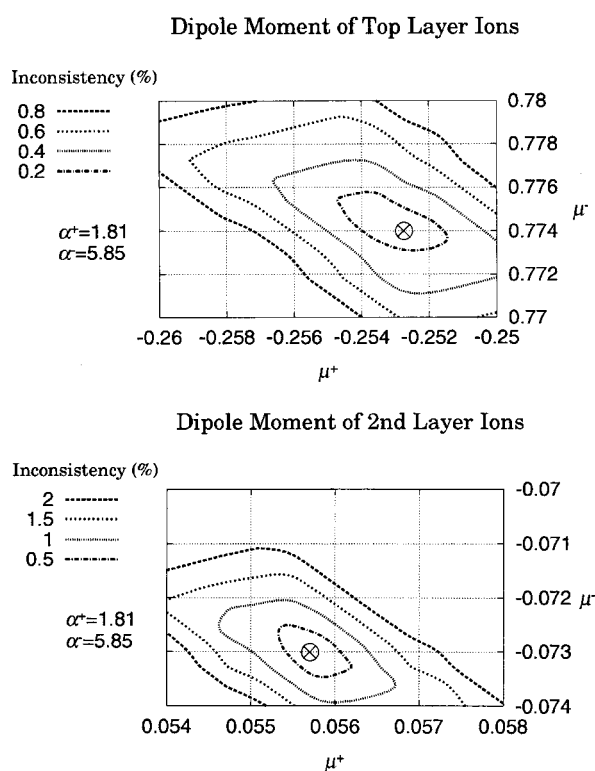 Dipole Moment of Top Layer Ions
Inconsistency (%)
0.8
0.6
0.4
0.2
α⁺=1.81
α⁻=5.85
0.78
0.778
0.776
0.774
0.772
0.77
μ⁻
-0.26 -0.258 -0.256 -0.254 -0.252 -0.25
μ⁺
Dipole Moment of 2nd Layer Ions
Inconsistency (%)
2
1.5
1
0.5
α⁺=1.81
α⁻=5.85
-0.07
-0.071
-0.072
-0.073
-0.074
μ⁻
0.054 0.055 0.056 0.057 0.058
μ⁺